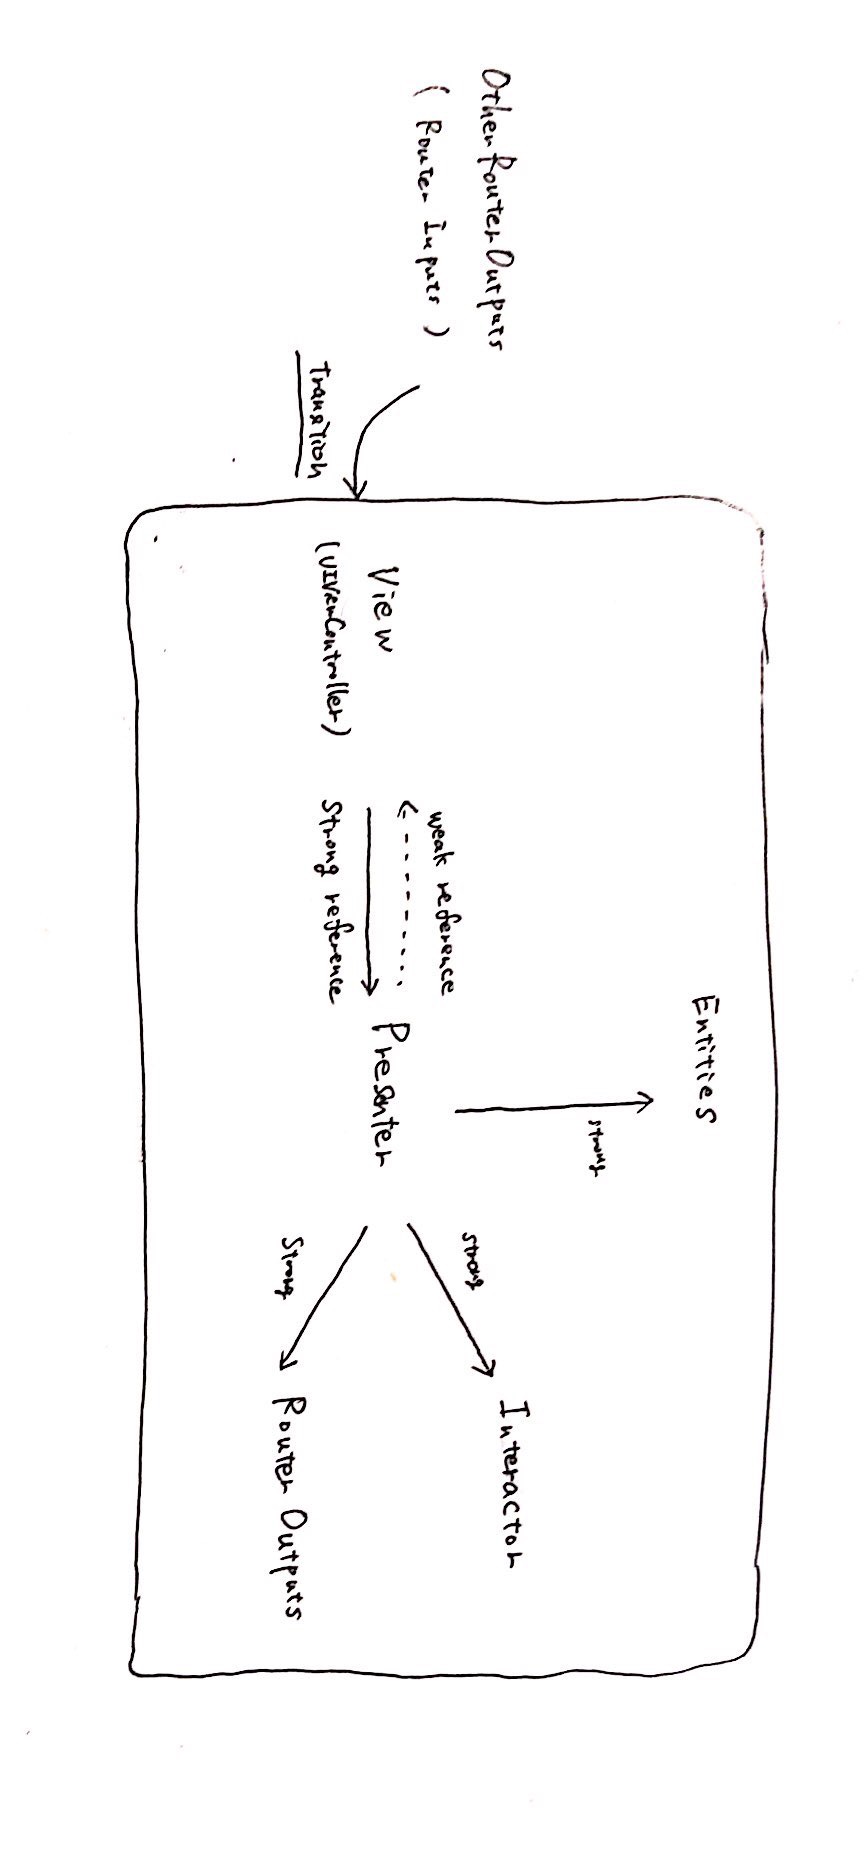 OtherRouterOutputs
(Router Inputs)
Transition
Entities
strong
View
(UIViewController)
weak reference
Strong reference
Presenter
strong
Interactor
Strong
Router Outputs